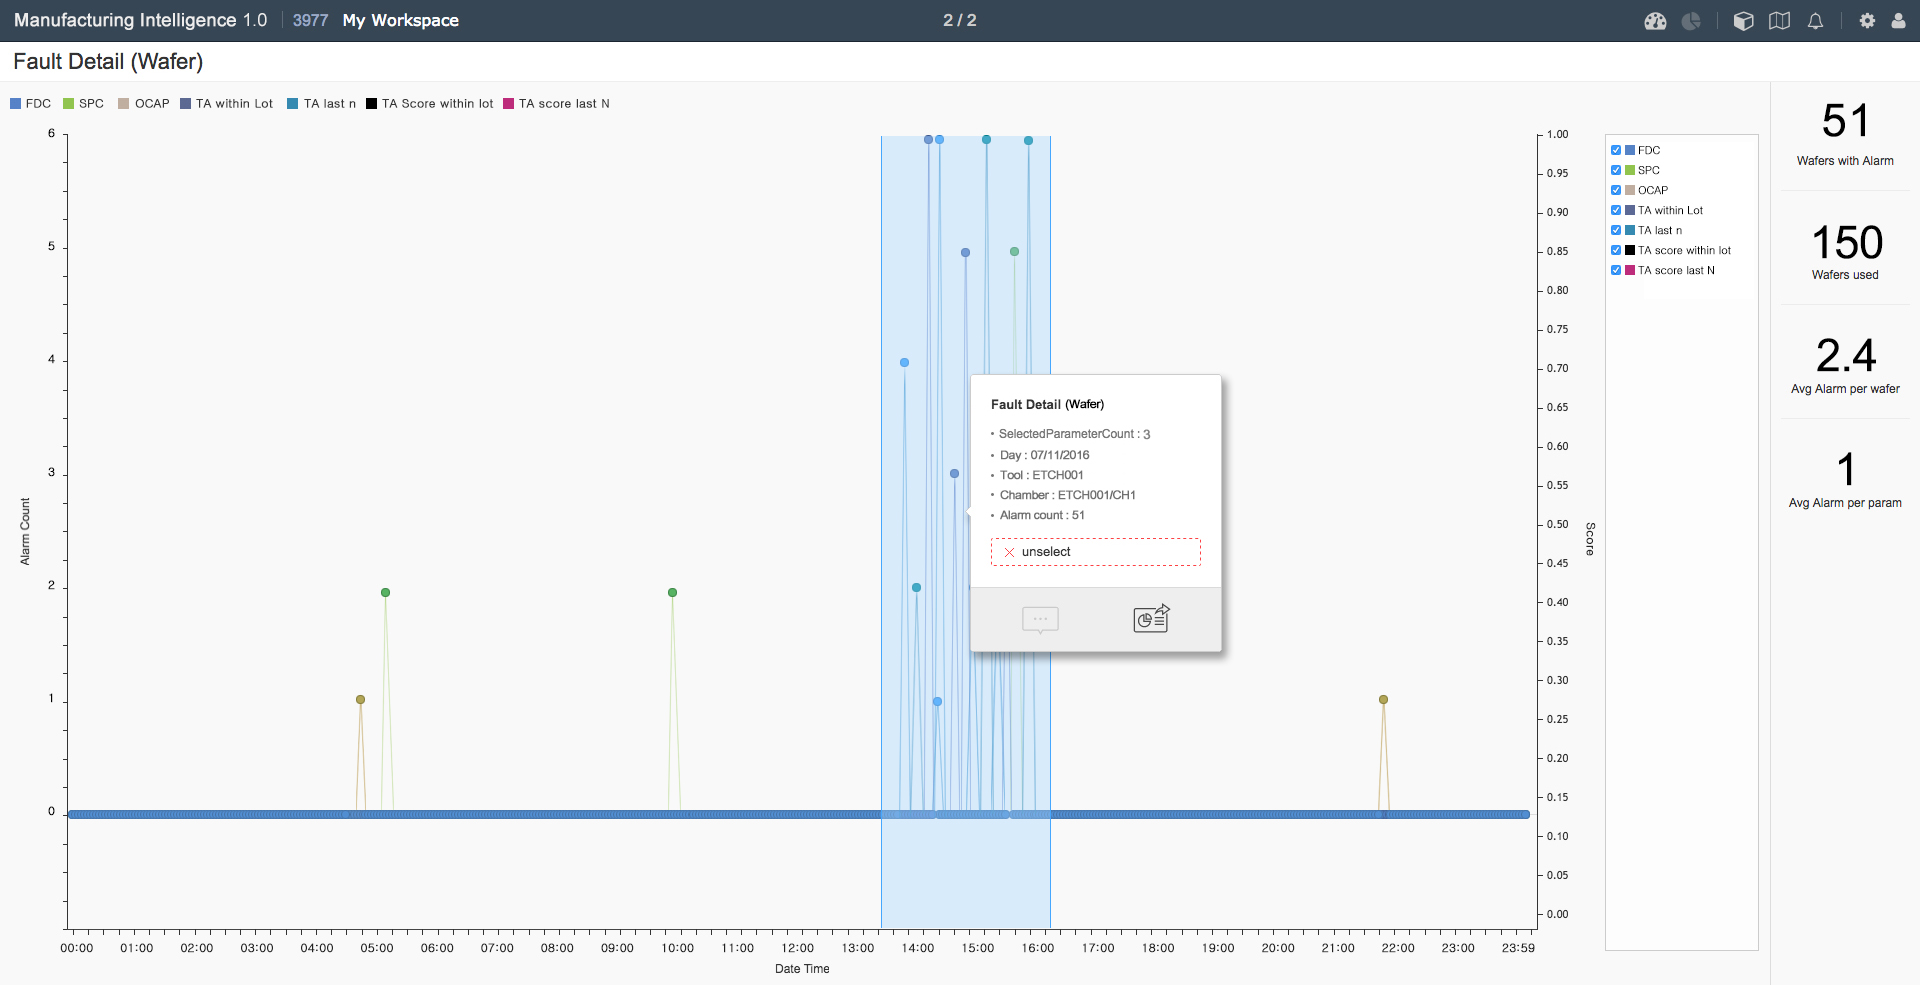 Manufacturing Intelligence 1.0 3977 My Workspace 2 / 2
Fault Detail (Wafer)
FDC SPC OCAP TA within Lot TA last n TA Score within lot TA score last N
6
5
4
3
2
1
0
Alarm Count
00:00 01:00 02:00 03:00 04:00 05:00 06:00 07:00 08:00 09:00 10:00 11:00 12:00 13:00 14:00 15:00 16:00 17:00 18:00 19:00 20:00 21:00 22:00 23:00 23:59
Date Time
Fault Detail (Wafer)
• SelectedParameterCount : 3
• Day : 07/11/2016
• Tool : ETCH001
• Chamber : ETCH001/CH1
• Alarm count : 51
unselect
1.00
0.95
0.90
0.85
0.80
0.75
0.70
0.65
0.60
0.55
0.50
0.45
0.40
0.35
0.30
0.25
0.20
0.15
0.10
0.05
0.00
Score
FDC
SPC
OCAP
TA within Lot
TA last n
TA score within lot
TA score last N
51
Wafers with Alarm
150
Wafers used
2.4
Avg Alarm per wafer
1
Avg Alarm per param